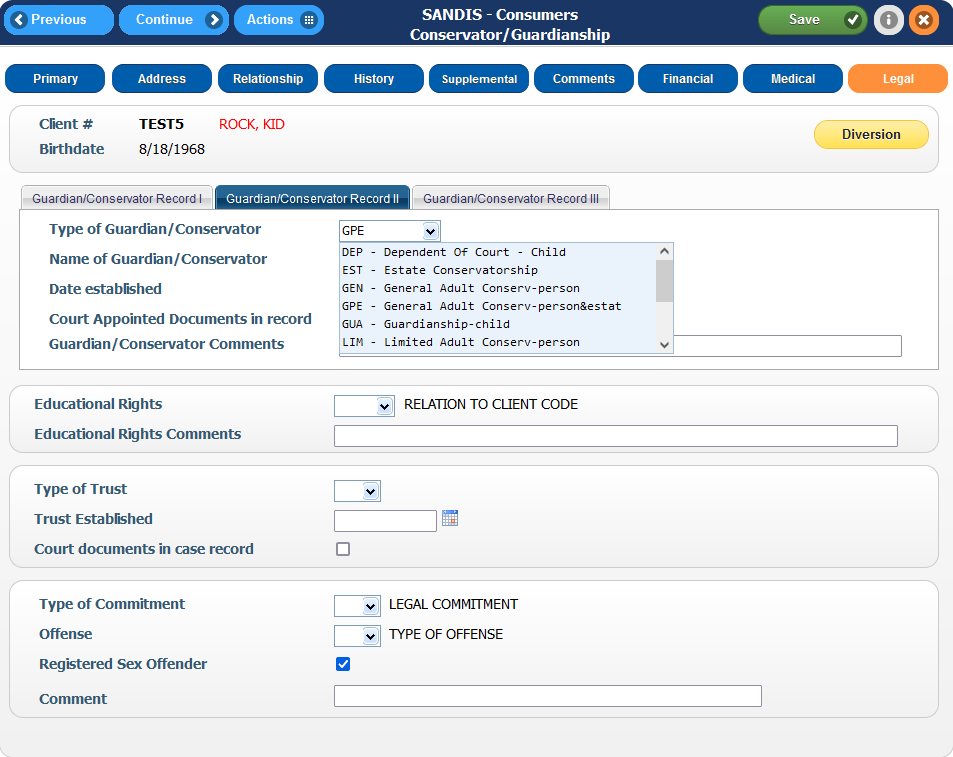 Previous Continue Actions SANDIS - Consumers Save
Conservator/Guardianship
Primary Address Relationship History Supplemental Comments Financial Medical Legal
Client # TEST5 ROCK, KID
Diversion
Birthdate 8/18/1968
Guardian/Conservator Record I Guardian/Conservator Record II Guardian/Conservator Record III
Type of Guardian/Conservator GPE
DEP - Dependent Of Court - Child
Name of Guardian/Conservator
EST - Estate Conservatorship
Date established
GEN - General Adult Conserv-person
GPE - General Adult Conserv-person&estat
Court Appointed Documents in record
GUA - Guardianship-child
Guardian/Conservator Comments
LIM - Limited Adult Conserv-person
Educational Rights RELATION TO CLIENT CODE
Educational Rights Comments
Type of Trust
Trust Established
Court documents in case record
Type of Commitment LEGAL COMMITMENT
Offense TYPE OF OFFENSE
Registered Sex Offender
Comment